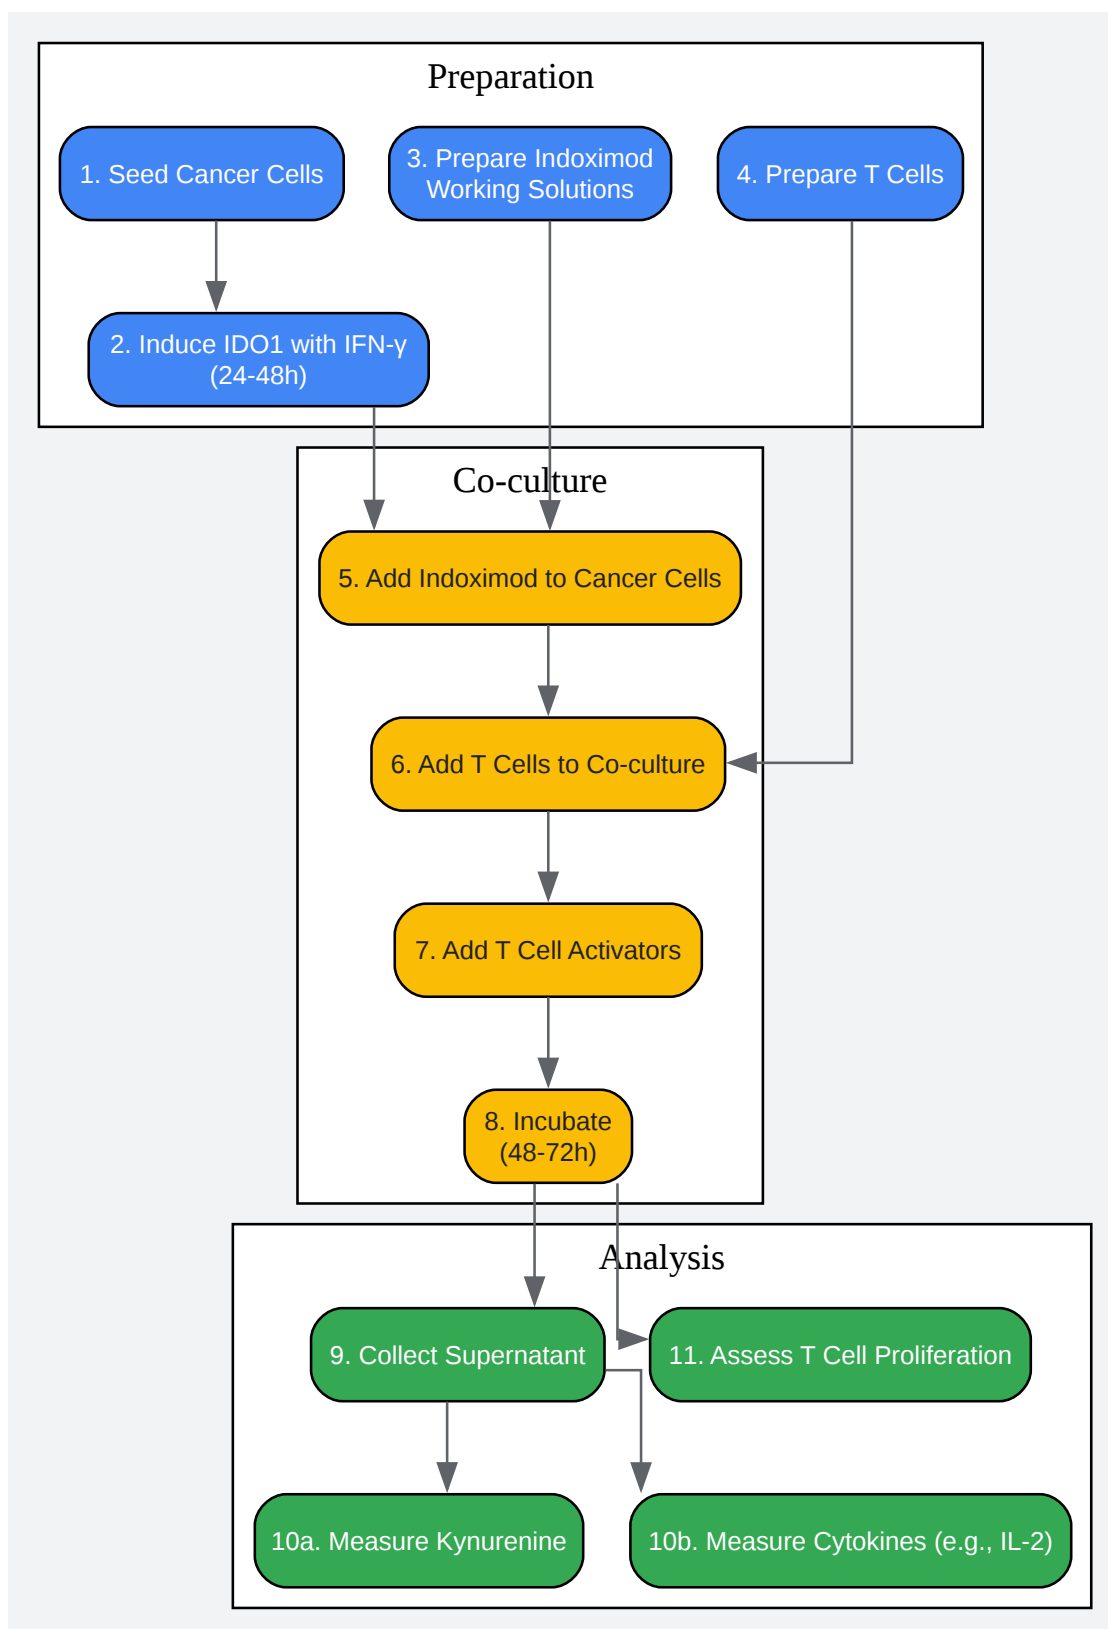 Preparation
1. Seed Cancer Cells
3. Prepare Indoximod
Working Solutions
4. Prepare T Cells
2. Induce IDO1 with IFN-γ
(24-48h)
Co-culture
5. Add Indoximod to Cancer Cells
6. Add T Cells to Co-culture
7. Add T Cell Activators
8. Incubate
(48-72h)
Analysis
9. Collect Supernatant
11. Assess T Cell Proliferation
10a. Measure Kynurenine
10b. Measure Cytokines (e.g., IL-2)